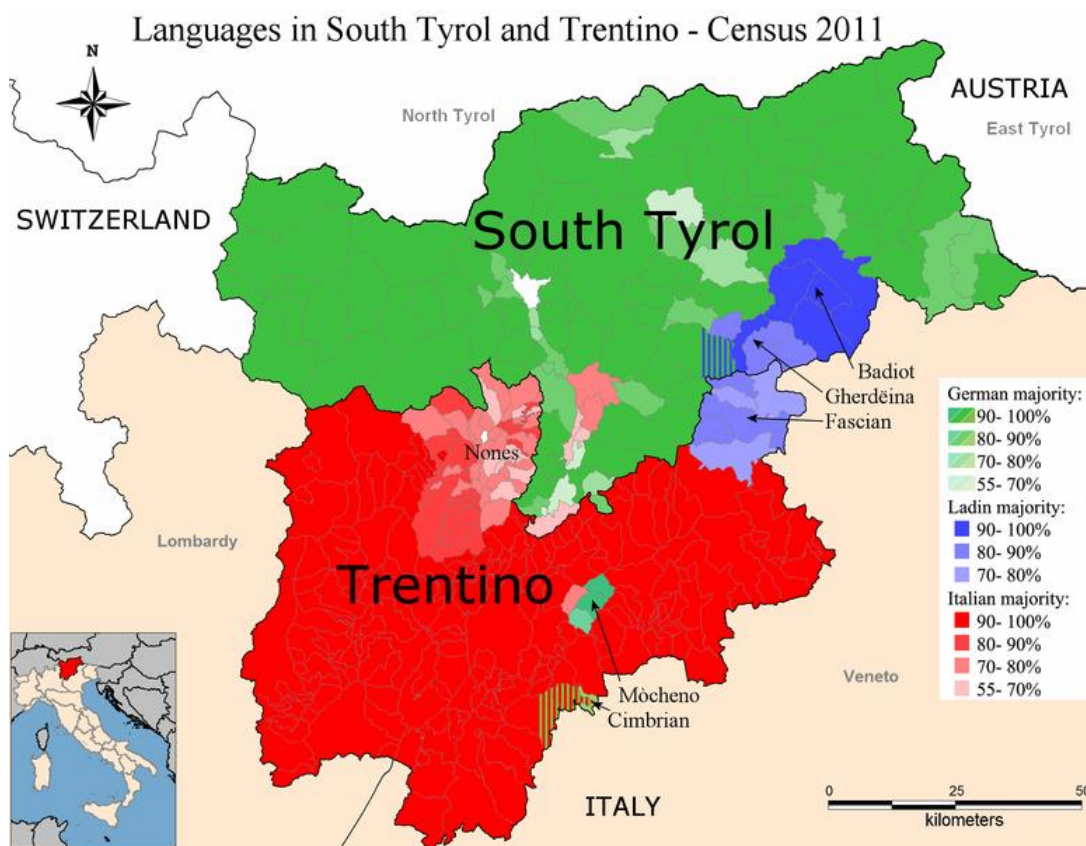 Languages in South Tyrol and Trentino - Census 2011
N
AUSTRIA
North Tyrol
East Tyrol
SWITZERLAND
South Tyrol
Badiot
Gherdëina
Fascian
German majority:
90- 100%
80- 90%
70- 80%
55- 70%
Ladin majority:
90- 100%
80- 90%
70- 80%
Italian majority:
90- 100%
80- 90%
70- 80%
55- 70%
Nones
Lombardy
Trentino
Veneto
Mòcheno
Cimbrian
ITALY
0 25 50
kilometers